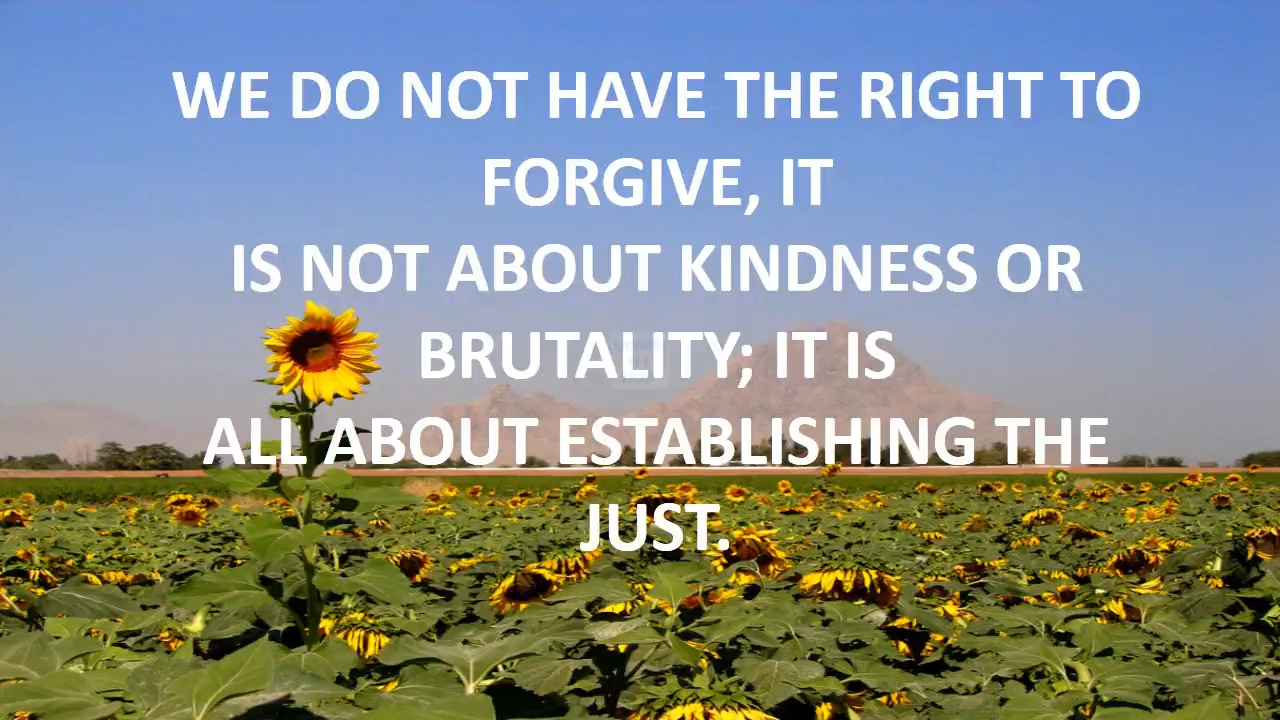 WE DO NOT HAVE THE RIGHT TO
FORGIVE, IT
IS NOT ABOUT KINDNESS OR
BRUTALITY; IT IS
ALL ABOUT ESTABLISHING THE
JUST.